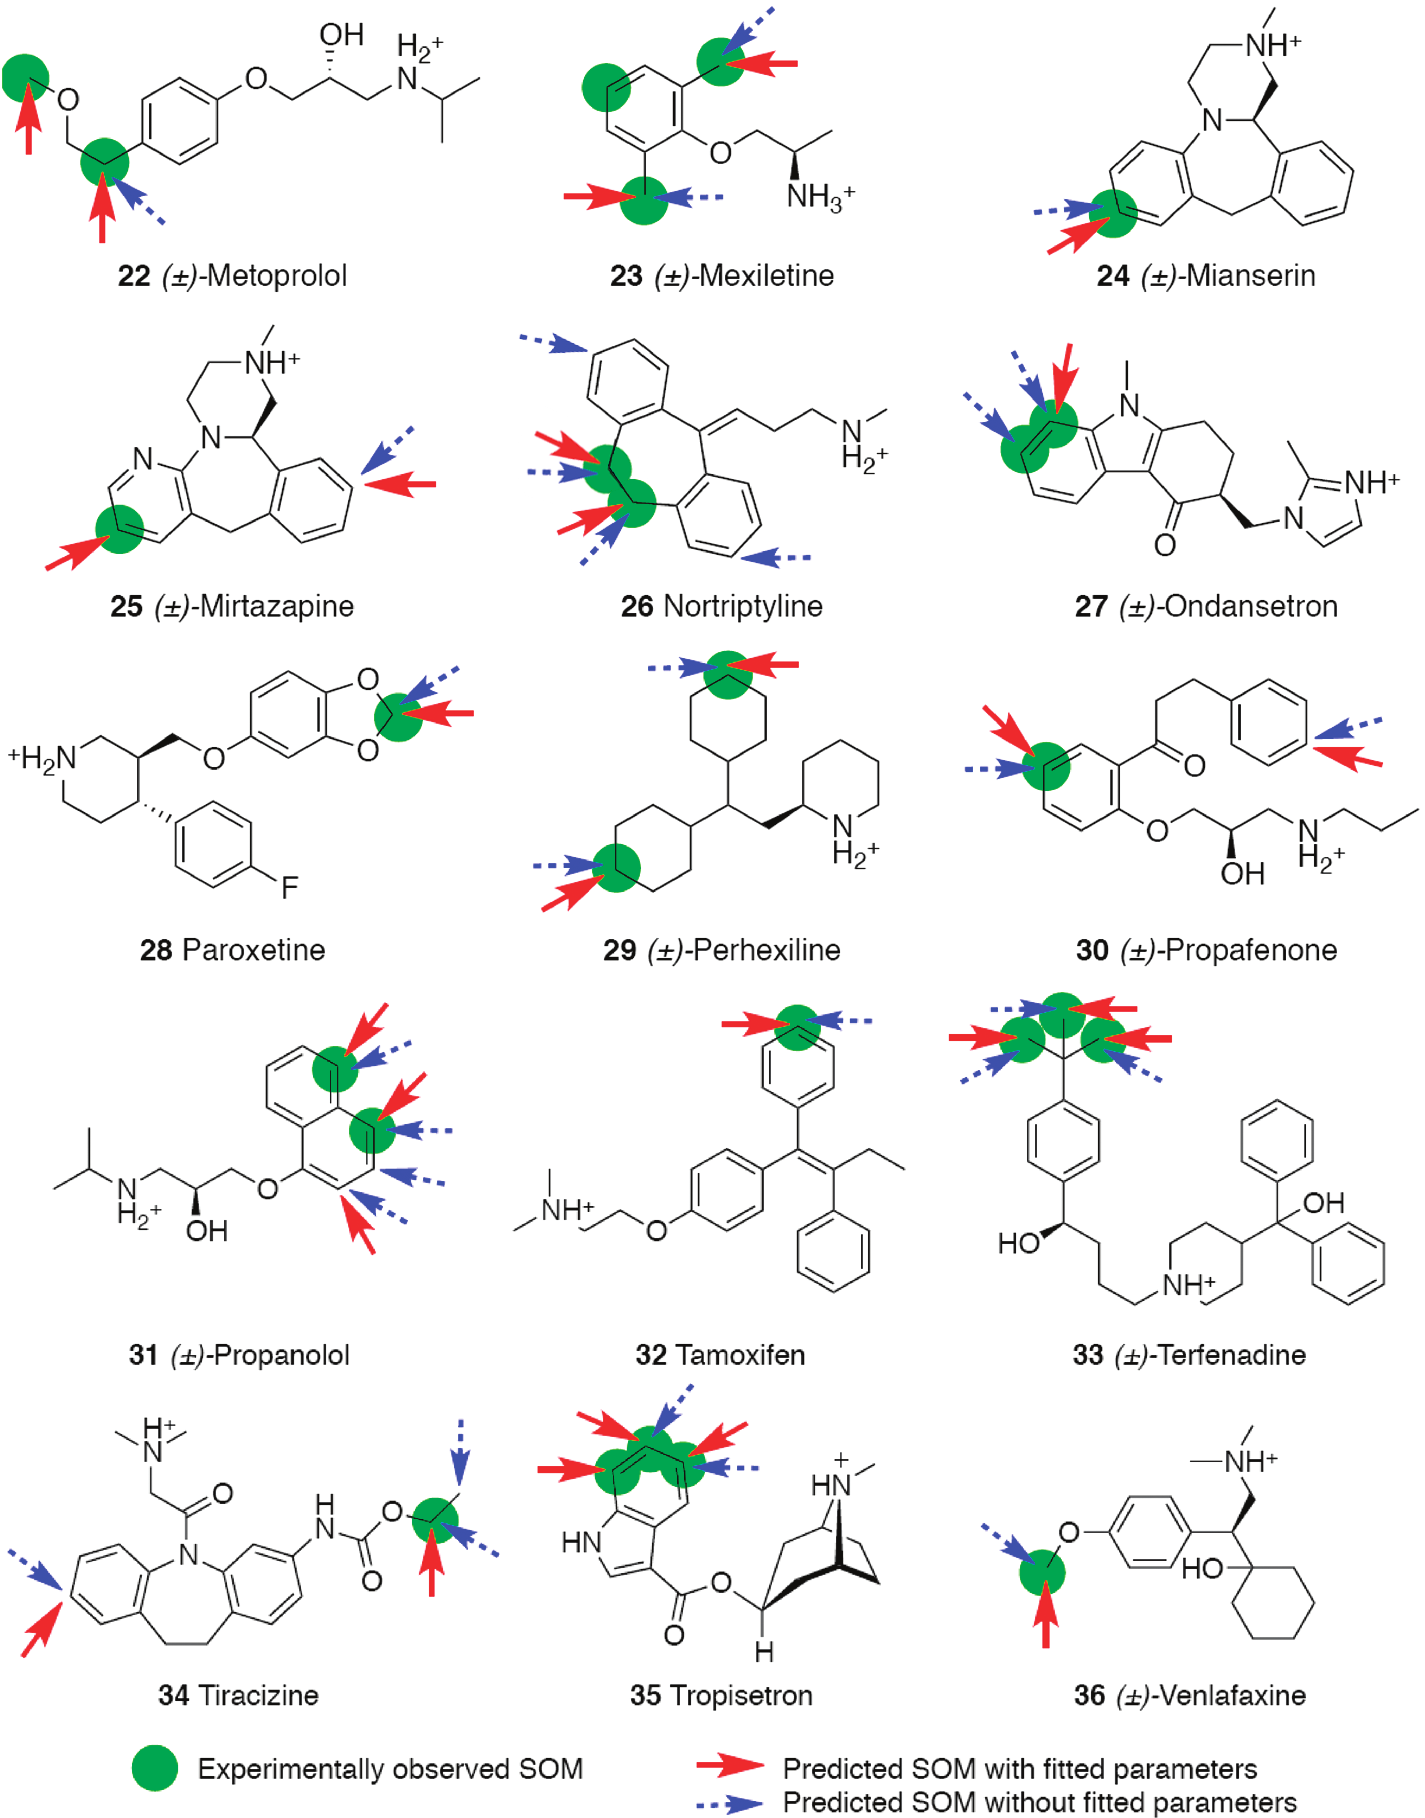 OH
H2+
O
N
O
22 (±)-Metoprolol
O
NH3+
23 (±)-Mexiletine
NH+
N
24 (±)-Mianserin
NH+
N
N
25 (±)-Mirtazapine
N
H2+
26 Nortriptyline
N
O
N
NH+
27 (±)-Ondansetron
O
O
+H2N
O
F
28 Paroxetine
N
H2+
29 (±)-Perhexiline
O
O
N
H2+
OH
30 (±)-Propafenone
N
H2+
OH
O
31 (±)-Propanolol
NH+
O
32 Tamoxifen
HO
OH
NH+
33 (±)-Terfenadine
H+
N
O
N
H
N
O
O
34 Tiracizine
+
HN
HN
O
O
H
35 Tropisetron
NH+
O
HO
36 (±)-Venlafaxine
Experimentally observed SOM
Predicted SOM with fitted parameters
Predicted SOM without fitted parameters